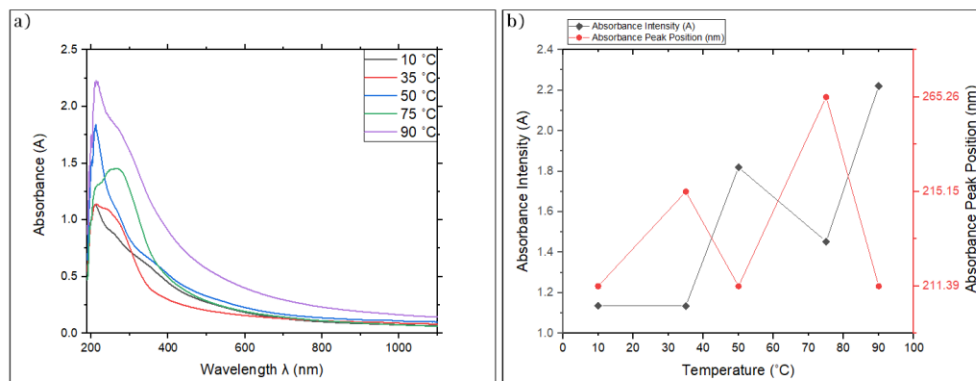 a)
Absorbance (A)
2.5
2.0
1.5
1.0
0.5
0.0
200
400
600
800
1000
Wavelength λ (nm)
10 ˚C
35 ˚C
50 ˚C
75 ˚C
90 ˚C
b)
Absorbance Intensity (A)
Absorbance Peak Position (nm)
Absorbance Intensity (A)
2.4
2.2
2.0
1.8
1.6
1.4
1.2
1.0
0
10
20
30
40
50
60
70
80
90
100
Temperature (˚C)
265.26
215.15
211.39
Absorbance Peak Position (nm)